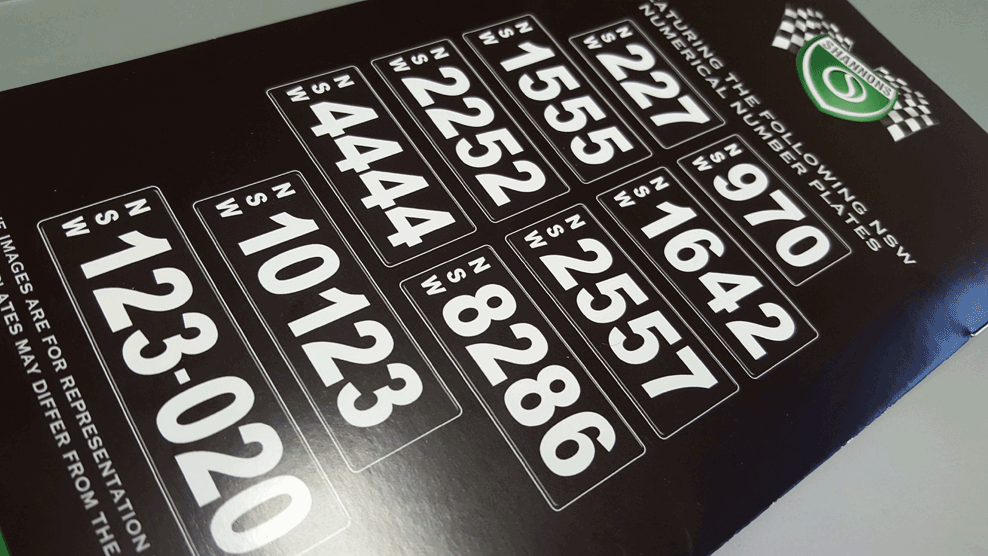 SHANNONS
S
ATURING THE FOLLOWING NSW
NUMERICAL NUMBER PLATES
NSW 227
NSW 970
NSW 1555
NSW 1642
NSW 2252
NSW 2557
NSW 4444
NSW 8286
NSW 10123
NSW 123-020
IMAGES ARE FOR REPRESENTATION
PLATES MAY DIFFER FROM THE